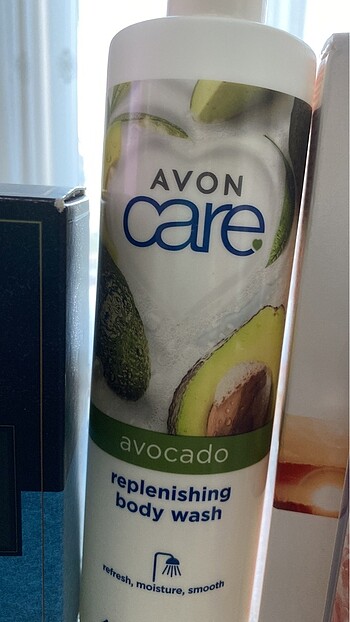 AVON
care
avocado
replenishing
body wash
refresh, moisture, smooth